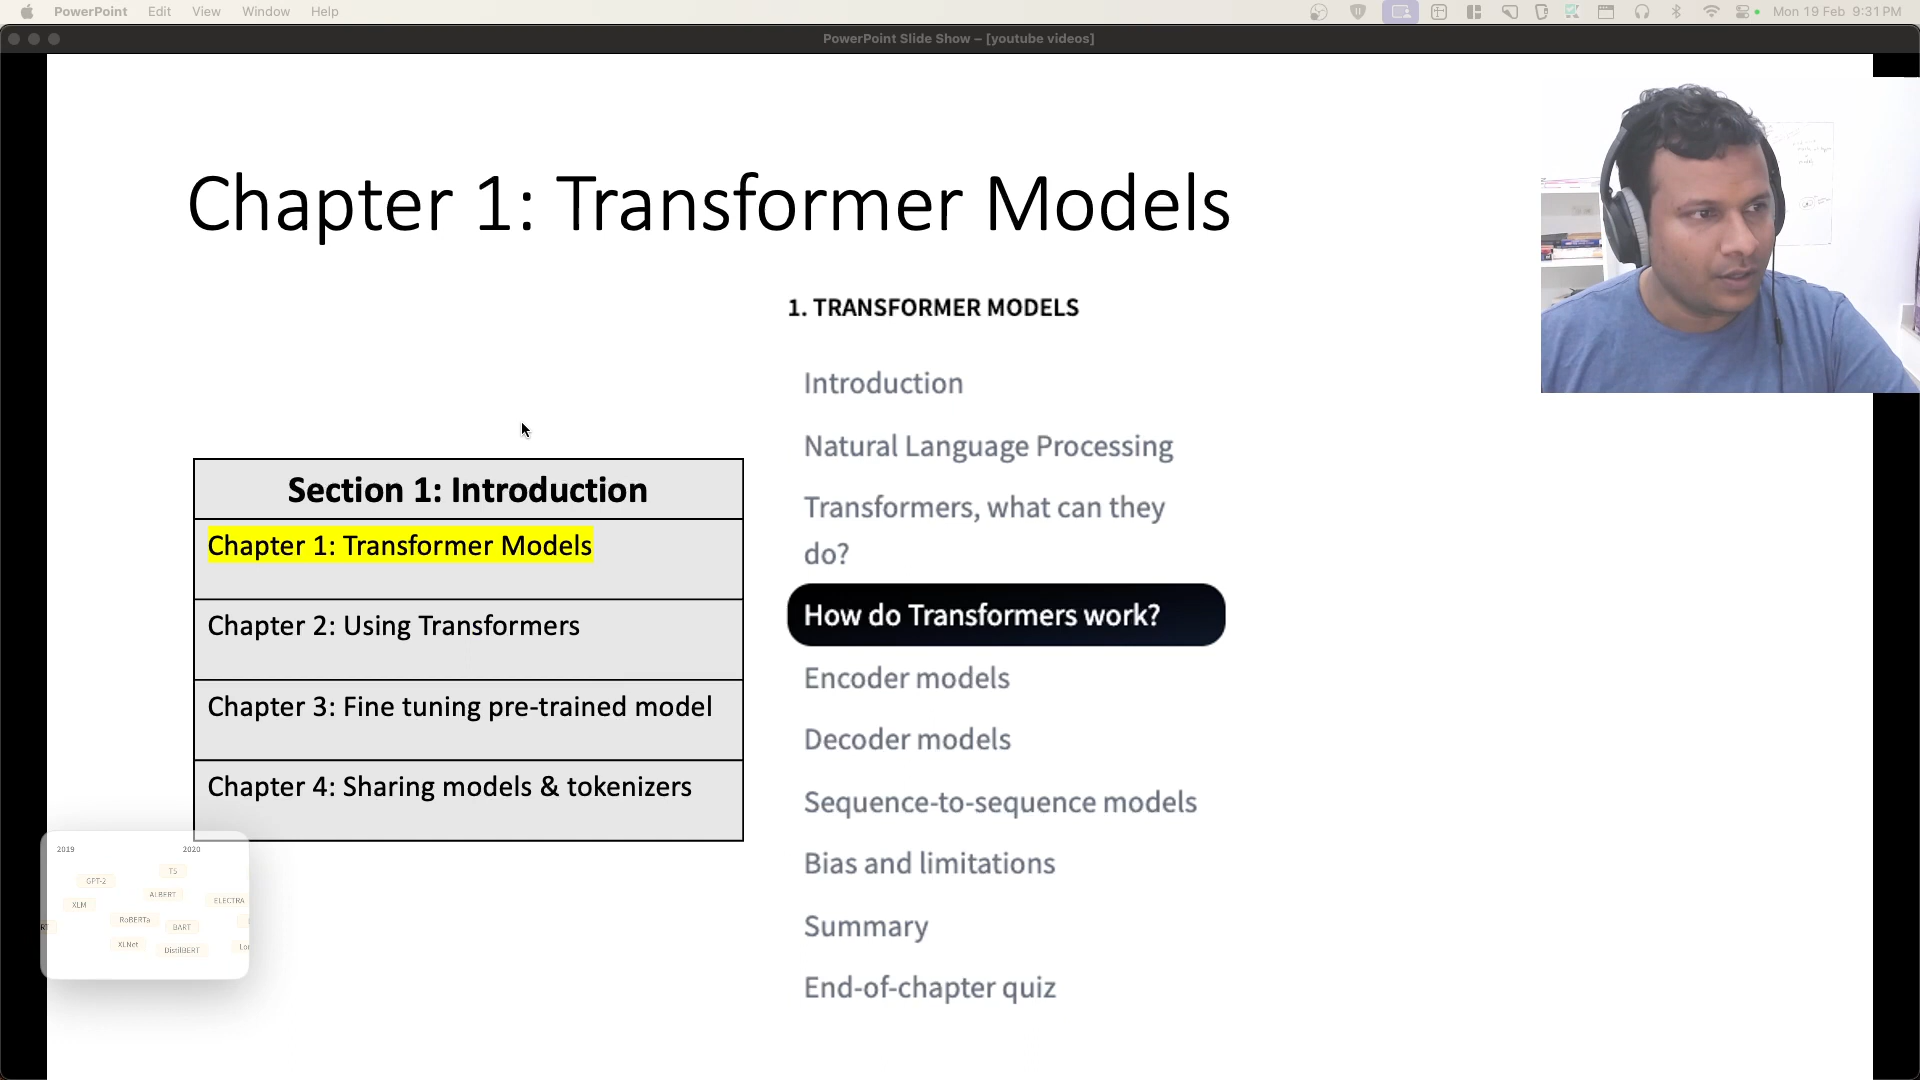 PowerPoint Edit View Window Help
Mon 19 Feb 9:31 PM
PowerPoint Slide Show – [youtube videos]
Chapter 1: Transformer Models
Section 1: Introduction
Chapter 1: Transformer Models
Chapter 2: Using Transformers
Chapter 3: Fine tuning pre-trained model
Chapter 4: Sharing models & tokenizers
1. TRANSFORMER MODELS
Introduction
Natural Language Processing
Transformers, what can they
do?
How do Transformers work?
Encoder models
Decoder models
Sequence-to-sequence models
Bias and limitations
Summary
End-of-chapter quiz
2019 2020
T5
GPT-2
ALBERT
ELECTRA
XLM
RoBERTa
BART
XLNet
DistilBERT